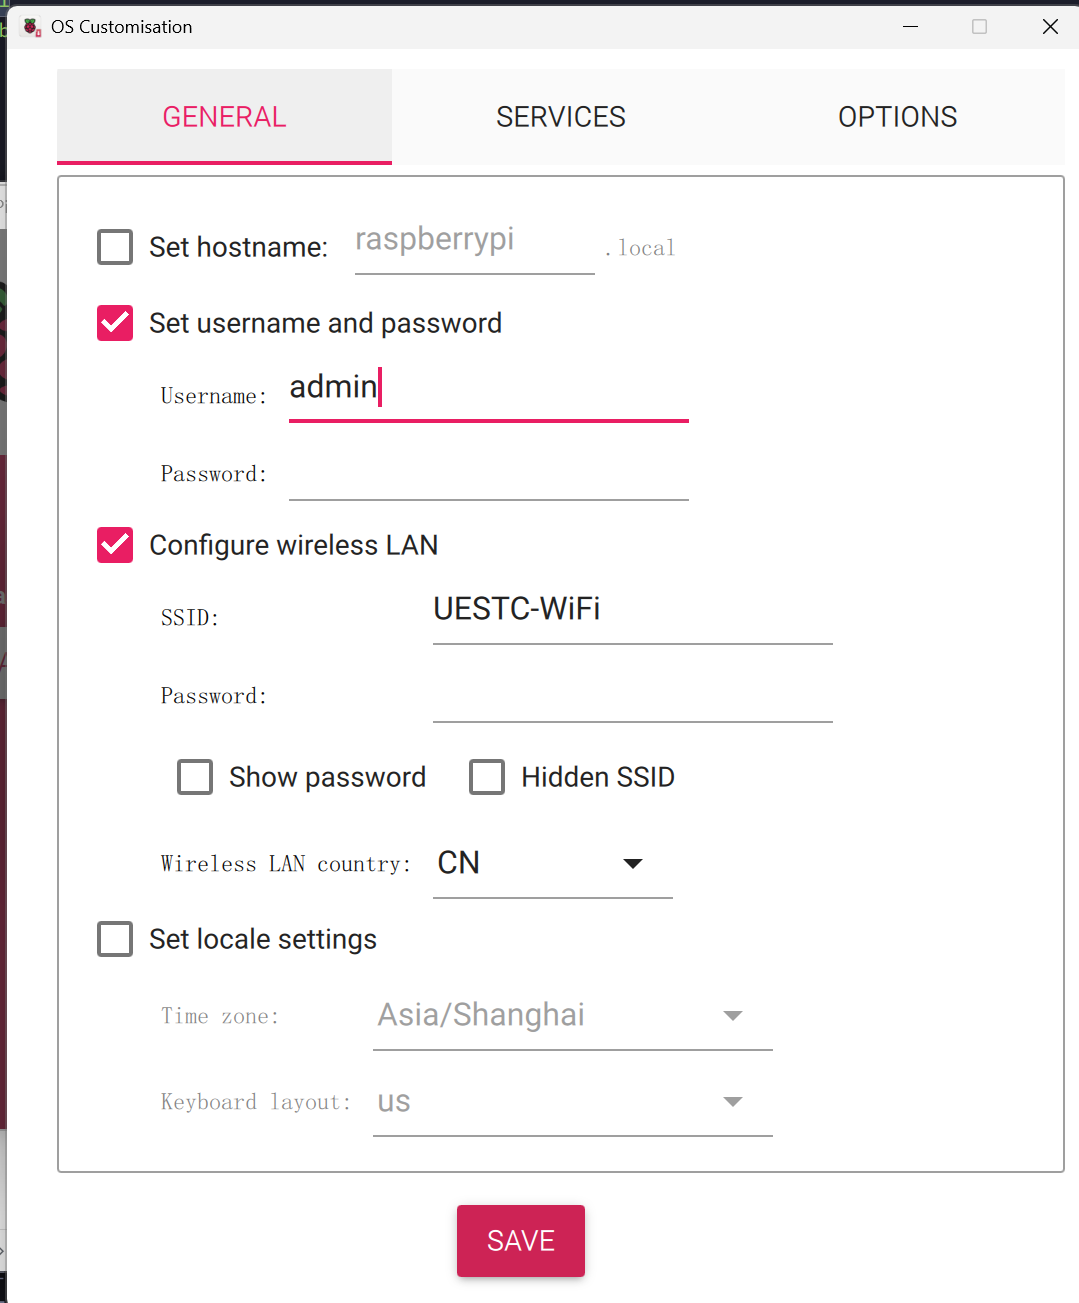 OS Customisation
GENERAL SERVICES OPTIONS
Set hostname: raspberrypi .local
Set username and password
Username: admin
Password:
Configure wireless LAN
SSID: UESTC-WiFi
Password:
Show password Hidden SSID
Wireless LAN country: CN
Set locale settings
Time zone: Asia/Shanghai
Keyboard layout: us
SAVE